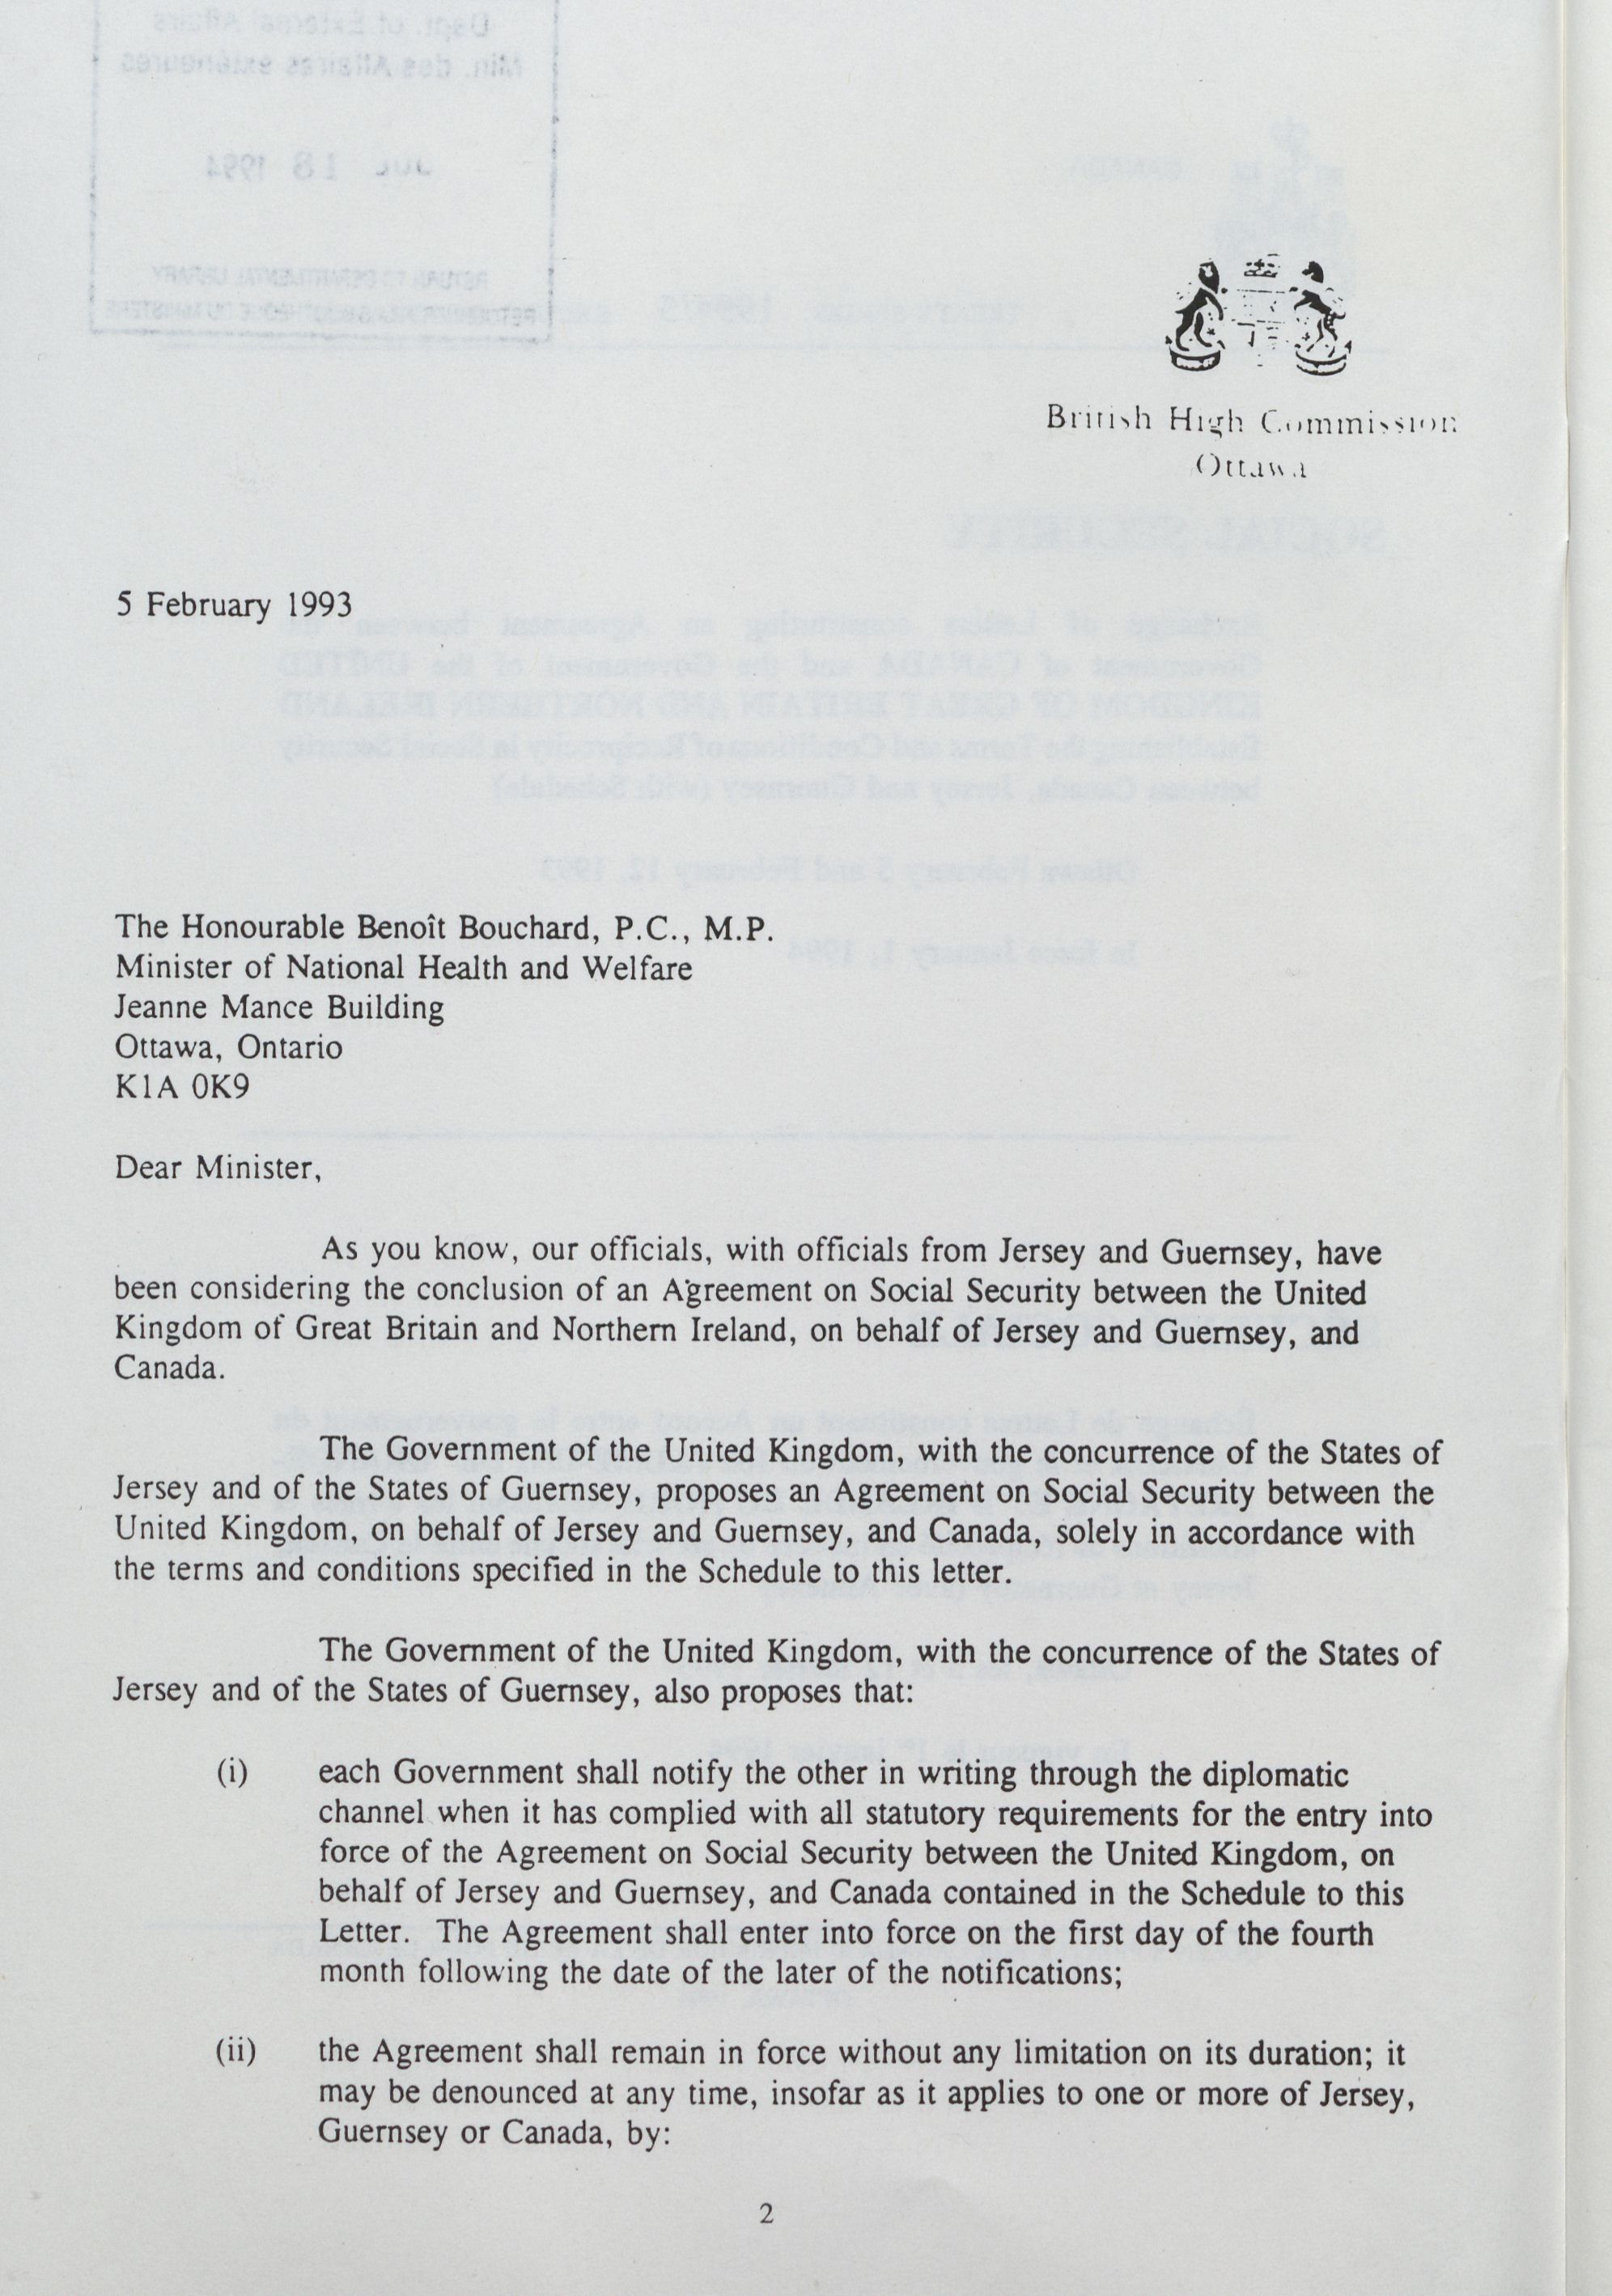 British High Commission
Ottawa
5 February 1993
The Honourable Benoît Bouchard, P.C., M.P.
Minister of National Health and Welfare
Jeanne Mance Building
Ottawa, Ontario
K1A 0K9
Dear Minister,
As you know, our officials, with officials from Jersey and Guernsey, have
been considering the conclusion of an Agreement on Social Security between the United
Kingdom of Great Britain and Northern Ireland, on behalf of Jersey and Guernsey, and
Canada.
The Government of the United Kingdom, with the concurrence of the States of
Jersey and of the States of Guernsey, proposes an Agreement on Social Security between the
United Kingdom, on behalf of Jersey and Guernsey, and Canada, solely in accordance with
the terms and conditions specified in the Schedule to this letter.
The Government of the United Kingdom, with the concurrence of the States of
Jersey and of the States of Guernsey, also proposes that:
(i) each Government shall notify the other in writing through the diplomatic
channel when it has complied with all statutory requirements for the entry into
force of the Agreement on Social Security between the United Kingdom, on
behalf of Jersey and Guernsey, and Canada contained in the Schedule to this
Letter. The Agreement shall enter into force on the first day of the fourth
month following the date of the later of the notifications;
(ii) the Agreement shall remain in force without any limitation on its duration; it
may be denounced at any time, insofar as it applies to one or more of Jersey,
Guernsey or Canada, by:
2